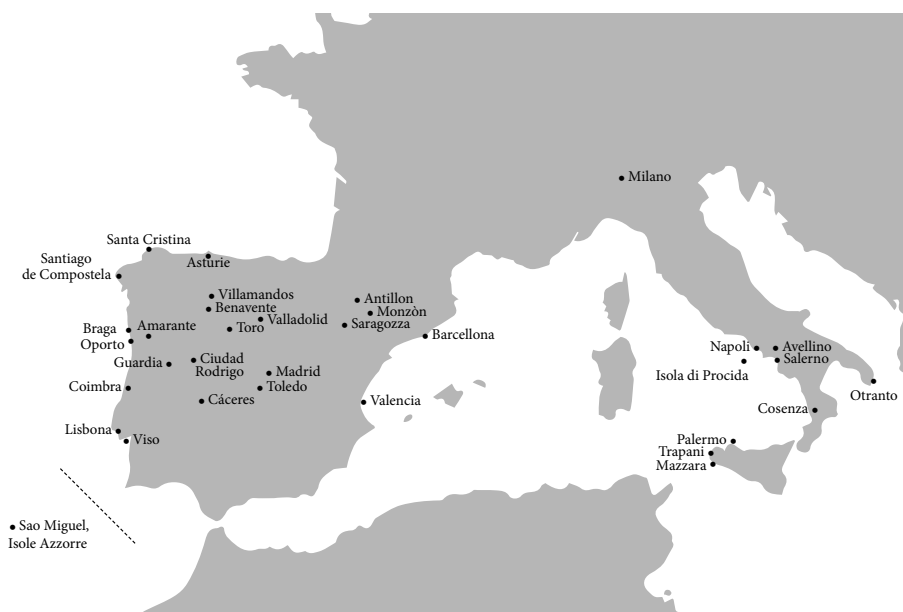 Milano
Santa Cristina
Santiago
de Compostela
Asturie
Villamandos
Benavente
Antillon
Monzòn
Valladolid
Saragozza
Toro
Braga
Amarante
Oporto
Barcellona
Guardia
Ciudad
Rodrigo
Madrid
Toledo
Coimbra
Cáceres
Valencia
Lisbona
Viso
Sao Miguel,
Isole Azzorre
Napoli
Avellino
Salerno
Isola di Procida
Otranto
Cosenza
Palermo
Trapani
Mazzara